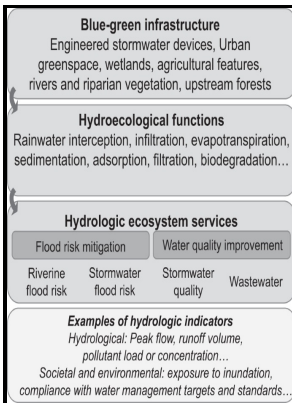 Blue-green infrastructure
Engineered stormwater devices, Urban
greenspace, wetlands, agricultural features,
rivers and riparian vegetation, upstream forests
Hydroecological functions
Rainwater interception, infiltration, evapotranspiration,
sedimentation, adsorption, filtration, biodegradation…
Hydrologic ecosystem services
Flood risk mitigation Water quality improvement
Riverine Stormwater Stormwater Wastewater
flood risk flood risk quality
Examples of hydrologic indicators
Hydrological: Peak flow, runoff volume,
pollutant load or concentration…
Societal and environmental: exposure to inundation,
compliance with water management targets and standards…